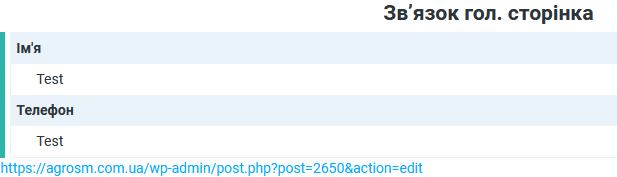 Зв’язок гол. сторінка
Ім'я
Test
Телефон
Test
https://agrosm.com.ua/wp-admin/post.php?post=2650&action=edit